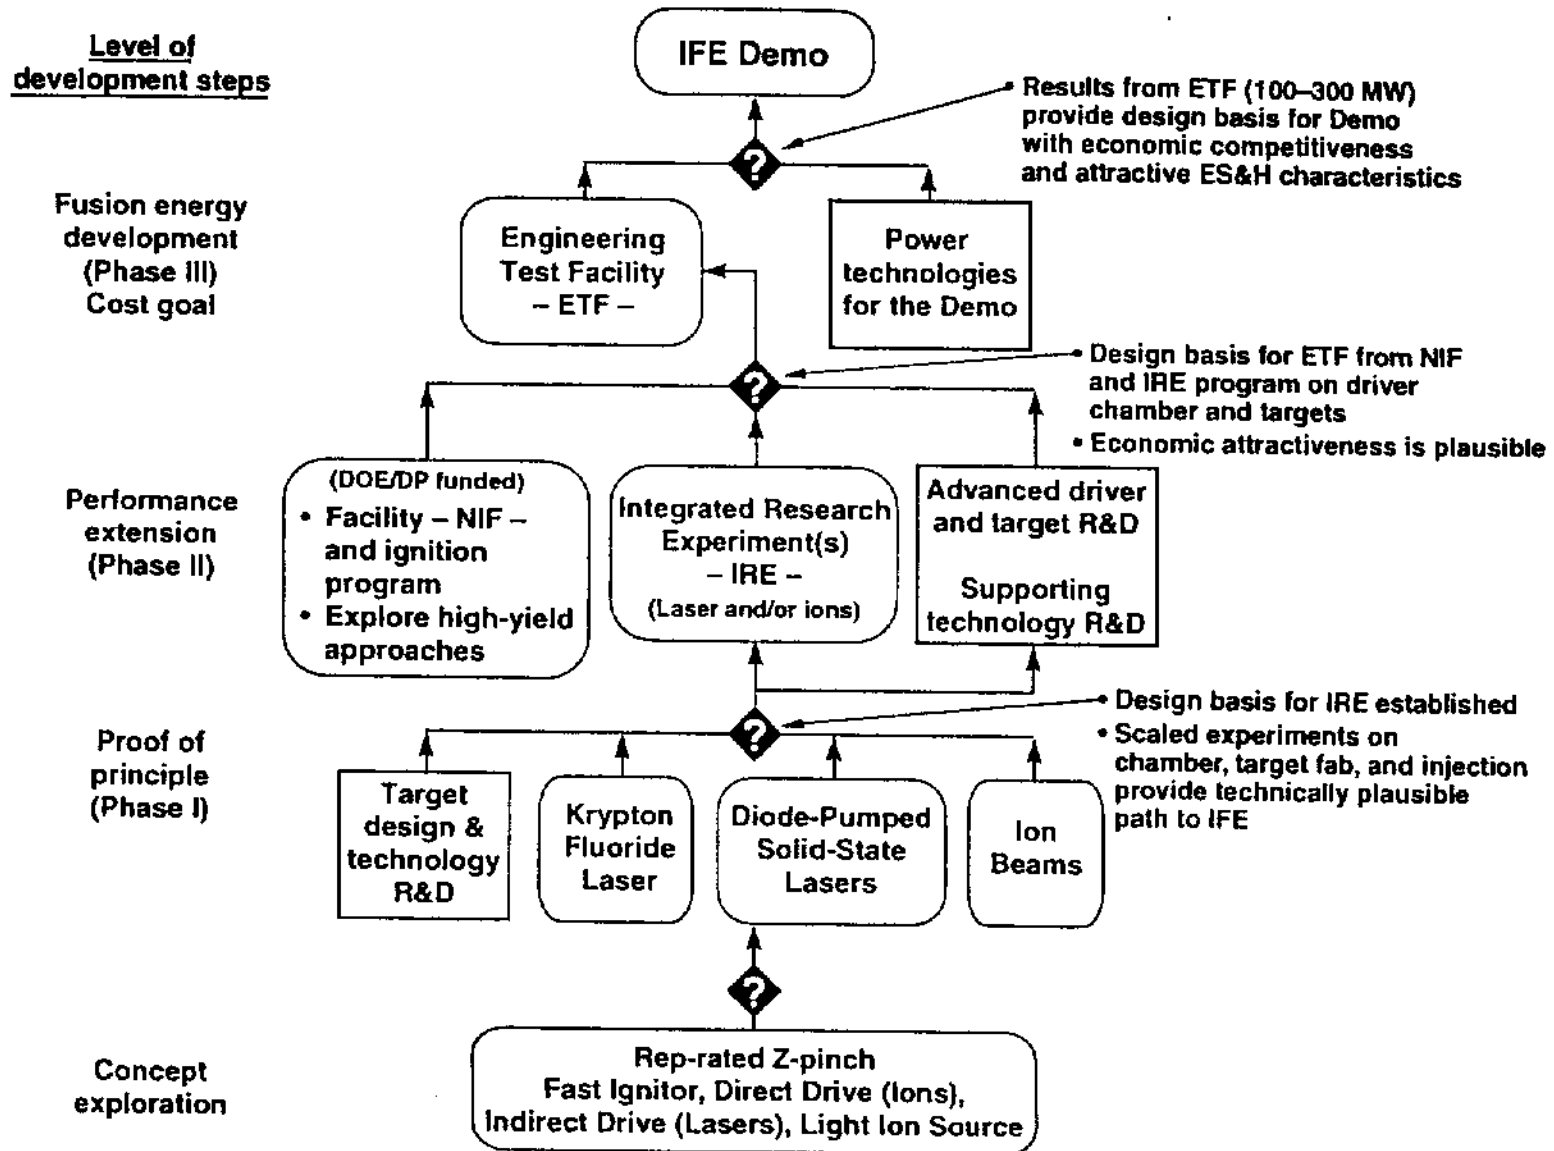 Level of
development steps
IFE Demo
?
• Results from ETF (100–300 MW)
provide design basis for Demo
with economic competitiveness
and attractive ES&H characteristics
Fusion energy
development
(Phase III)
Cost goal
Engineering
Test Facility
– ETF –
Power
technologies
for the Demo
?
• Design basis for ETF from NIF
and IRE program on driver
chamber and targets
• Economic attractiveness is plausible
Performance
extension
(Phase II)
(DOE/DP funded)
• Facility – NIF –
and ignition
program
• Explore high-yield
approaches
Integrated Research
Experiment(s)
– IRE –
(Laser and/or ions)
Advanced driver
and target R&D
Supporting
technology R&D
?
• Design basis for IRE established
• Scaled experiments on
chamber, target fab, and injection
provide technically plausible
path to IFE
Proof of
principle
(Phase I)
Target
design &
technology
R&D
Krypton
Fluoride
Laser
Diode-Pumped
Solid-State
Lasers
Ion
Beams
?
Concept
exploration
Rep-rated Z-pinch
Fast Ignitor, Direct Drive (Ions),
Indirect Drive (Lasers), Light Ion Source